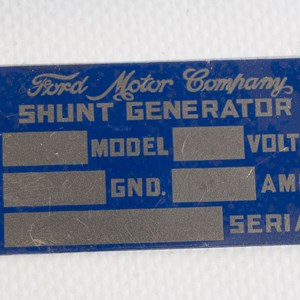 Ford Motor Company
SHUNT GENERATOR
MODEL VOLT
GND. AM
SERIA